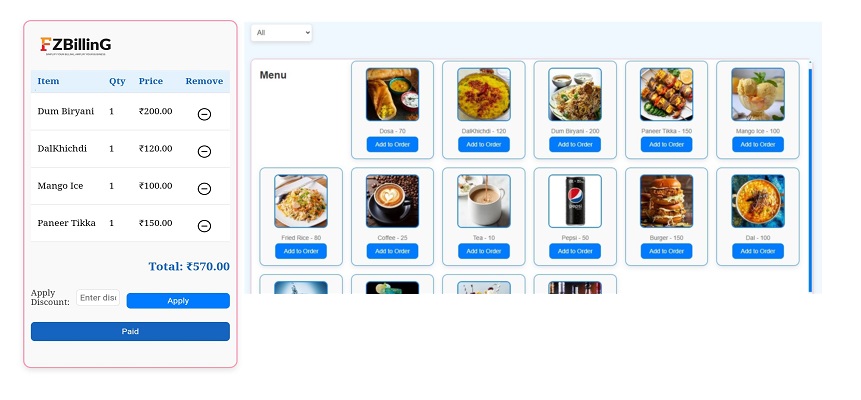 FZBillinG
Item Qty Price Remove
Dum Biryani 1 ₹200.00
DalKhichdi 1 ₹120.00
Mango Ice 1 ₹100.00
Paneer Tikka 1 ₹150.00
Total: ₹570.00
Apply
Discount:
Enter disc
Apply
Paid
All
Menu
Dosa - 70
Add to Order
DalKhichdi - 120
Add to Order
Dum Biryani - 200
Add to Order
Paneer Tikka - 150
Add to Order
Mango Ice - 100
Add to Order
Fried Rice - 80
Add to Order
Coffee - 25
Add to Order
Tea - 10
Add to Order
pepsi
Pepsi - 50
Add to Order
Burger - 150
Add to Order
Dal - 100
Add to Order